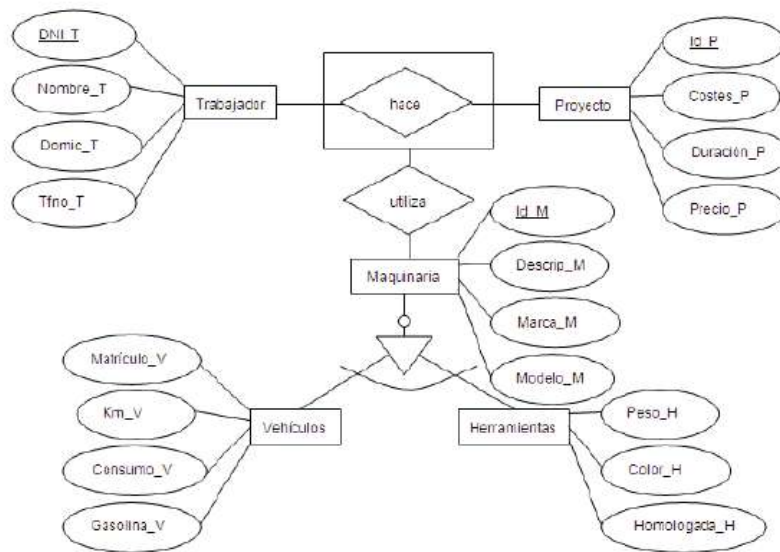 DNI_T
Nombre_T
Domic_T
Tfno_T
Trabajador
hace
Proyecto
Id_P
Costes_P
Duración_P
Precio_P
utiliza
Maquinaria
Id_M
Descrip_M
Marca_M
Modelo_M
Matrículo_V
Km_V
Consumo_V
Gasolina_V
Vehículos
Herramientas
Peso_H
Color_H
Homologada_H